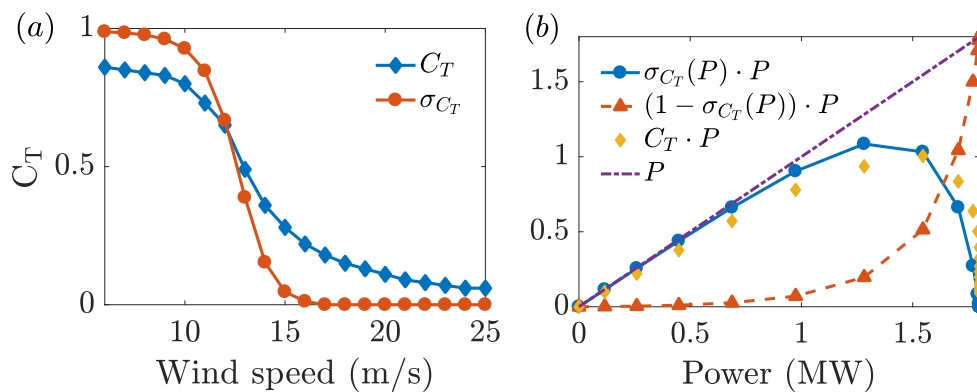 (a)
1
0.5
0
C_T
C_T
σ_{C_T}
10 15 20 25
Wind speed (m/s)
(b)
1.5
1
0.5
0
σ_{C_T}(P) · P
(1 − σ_{C_T}(P)) · P
C_T · P
P
0 0.5 1 1.5
Power (MW)